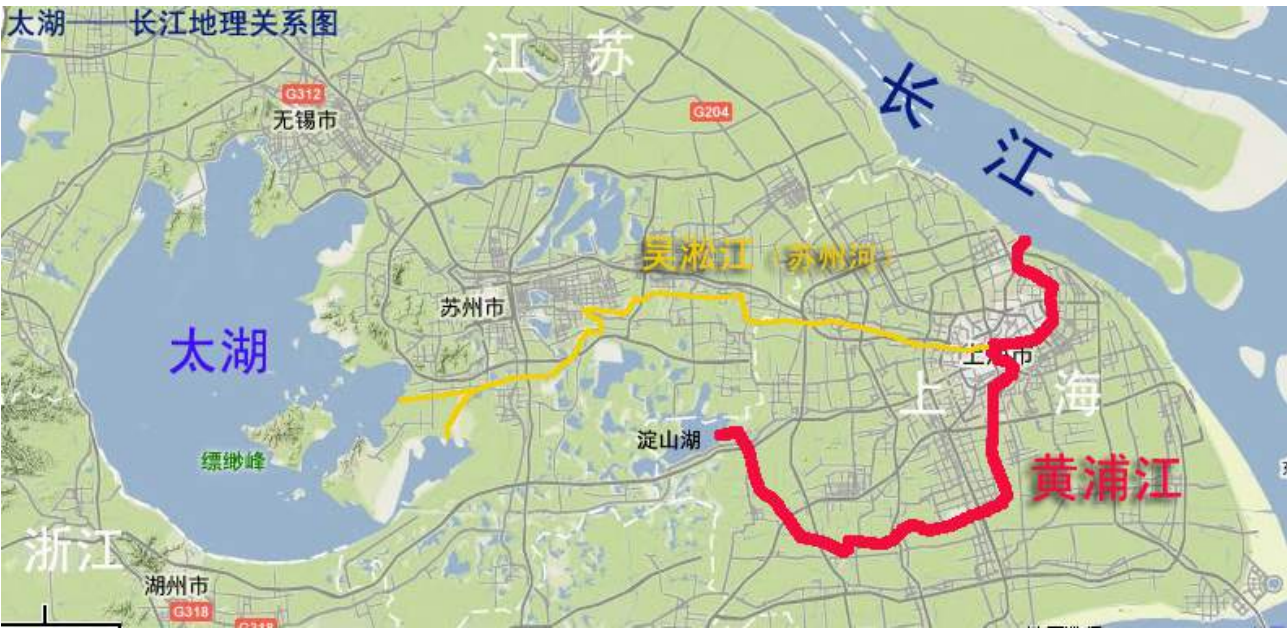 太湖——长江地理关系图
江苏
长江
G312
无锡市
G204
吴淞江（苏州河）
苏州市
太湖
上海市
上海
淀山湖
缥缈峰
黄浦江
浙江
湖州市
G318
G318